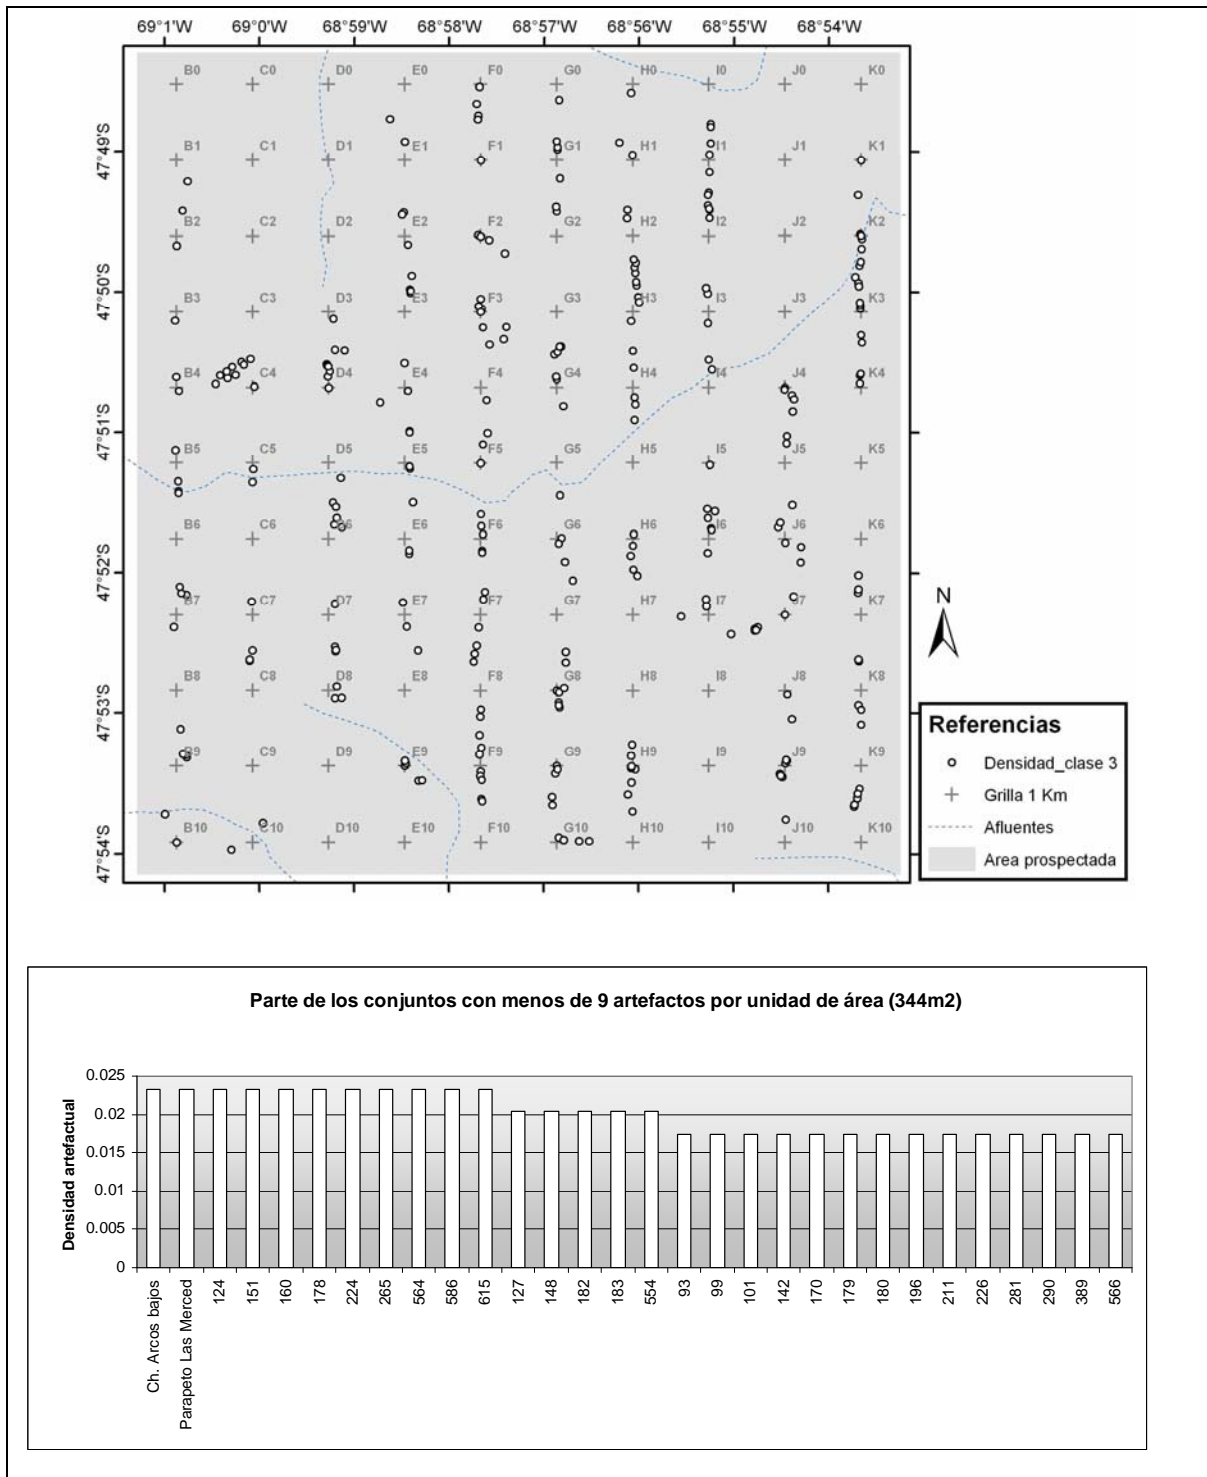 69°1'W 69°0'W 68°59'W 68°58'W 68°57'W 68°56'W 68°55'W 68°54'W
B0 C0 D0 E0 F0 G0 H0 I0 J0 K0
47°49'S
B1 C1 D1 E1 F1 G1 H1 I1 J1 K1
B2 C2 D2 E2 F2 G2 H2 I2 J2 K2
47°50'S
B3 C3 D3 E3 F3 G3 H3 I3 J3 K3
B4 C4 D4 E4 F4 G4 H4 I4 J4 K4
47°51'S
B5 C5 D5 E5 F5 G5 H5 I5 J5 K5
B6 C6 D6 E6 F6 G6 H6 I6 J6 K6
47°52'S
B7 C7 D7 E7 F7 G7 H7 I7 J7 K7
B8 C8 D8 E8 F8 G8 H8 I8 J8 K8
47°53'S
B9 C9 D9 E9 F9 G9 H9 I9 J9 K9
B10 C10 D10 E10 F10 G10 H10 I10 J10 K10
47°54'S
N
Referencias
Densidad_clase 3
Grilla 1 Km
Afluentes
Area prospectada
Parte de los conjuntos con menos de 9 artefactos por unidad de área (344m2)
Densidad artefactual
0.025
0.02
0.015
0.01
0.005
0
Ch. Arcos bajos
Parapeto Las Merced
124
151
160
178
224
265
564
586
615
127
148
182
183
554
93
99
101
142
170
179
180
196
211
226
281
290
389
566